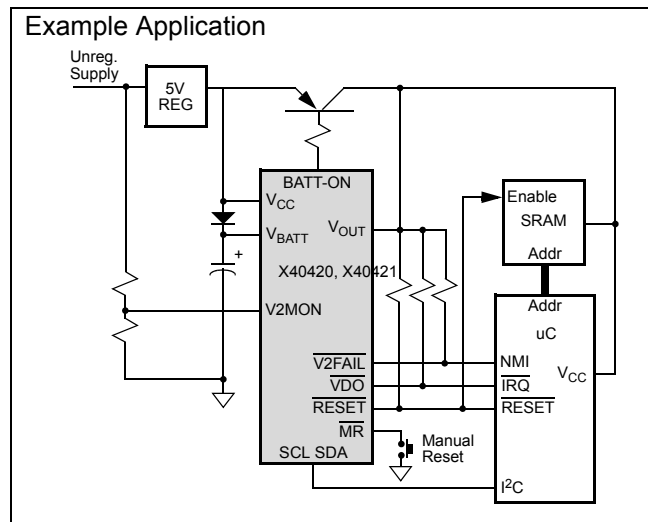 Example Application
Unreg.
Supply
5V
REG
BATT-ON
VCC
VBATT
+
VOUT
X40420, X40421
V2MON
V2FAIL
VDO
RESET
MR
SCL SDA
Manual
Reset
Enable
SRAM
Addr
Addr
uC
NMI
IRQ
RESET
VCC
I²C